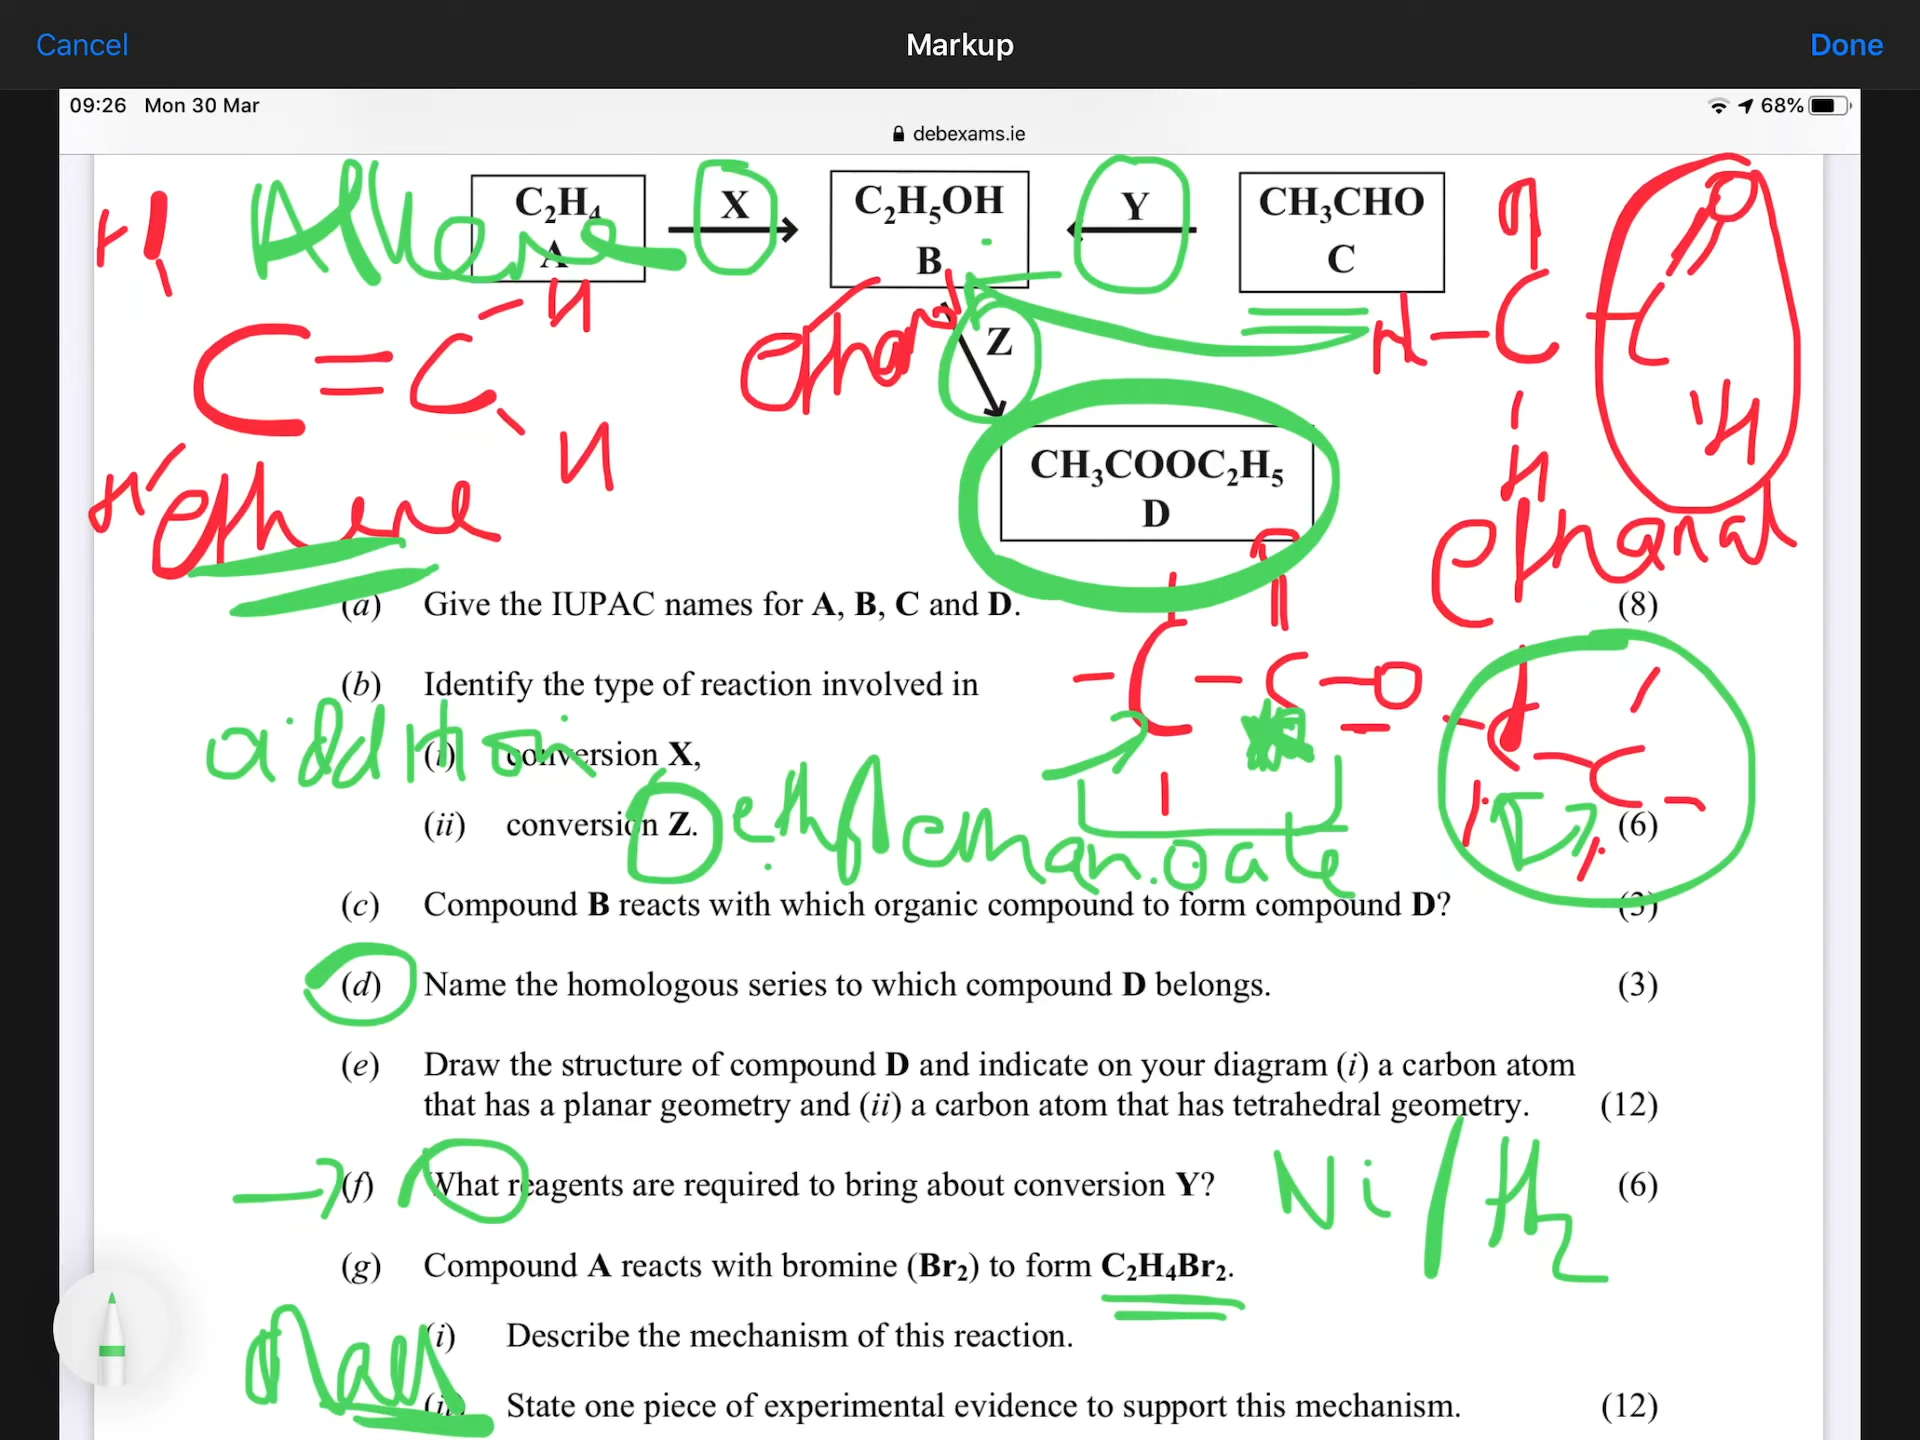 Cancel Markup Done
09:26 Mon 30 Mar 68%
debexams.ie
Alkene C₂H₄ X C₂H₅OH Y CH₃CHO
A B C
H H C = C H H
ethanol Z
H H – C – C O H H
ethene
CH₃COOC₂H₅
D
ethanal
(a) Give the IUPAC names for A, B, C and D. (8)
(b) Identify the type of reaction involved in
– C – C – O – C – C –
addition
(i) conversion X,
(ii) conversion Z. (6)
ethyl
(c) Compound B reacts with which organic compound to form compound D? (3)
(d) Name the homologous series to which compound D belongs. (3)
(e) Draw the structure of compound D and indicate on your diagram (i) a carbon atom
that has a planar geometry and (ii) a carbon atom that has tetrahedral geometry. (12)
(f) What reagents are required to bring about conversion Y? (6)
Ni / H₂
(g) Compound A reacts with bromine (Br₂) to form C₂H₄Br₂.
(i) Describe the mechanism of this reaction.
(ii) State one piece of experimental evidence to support this mechanism. (12)